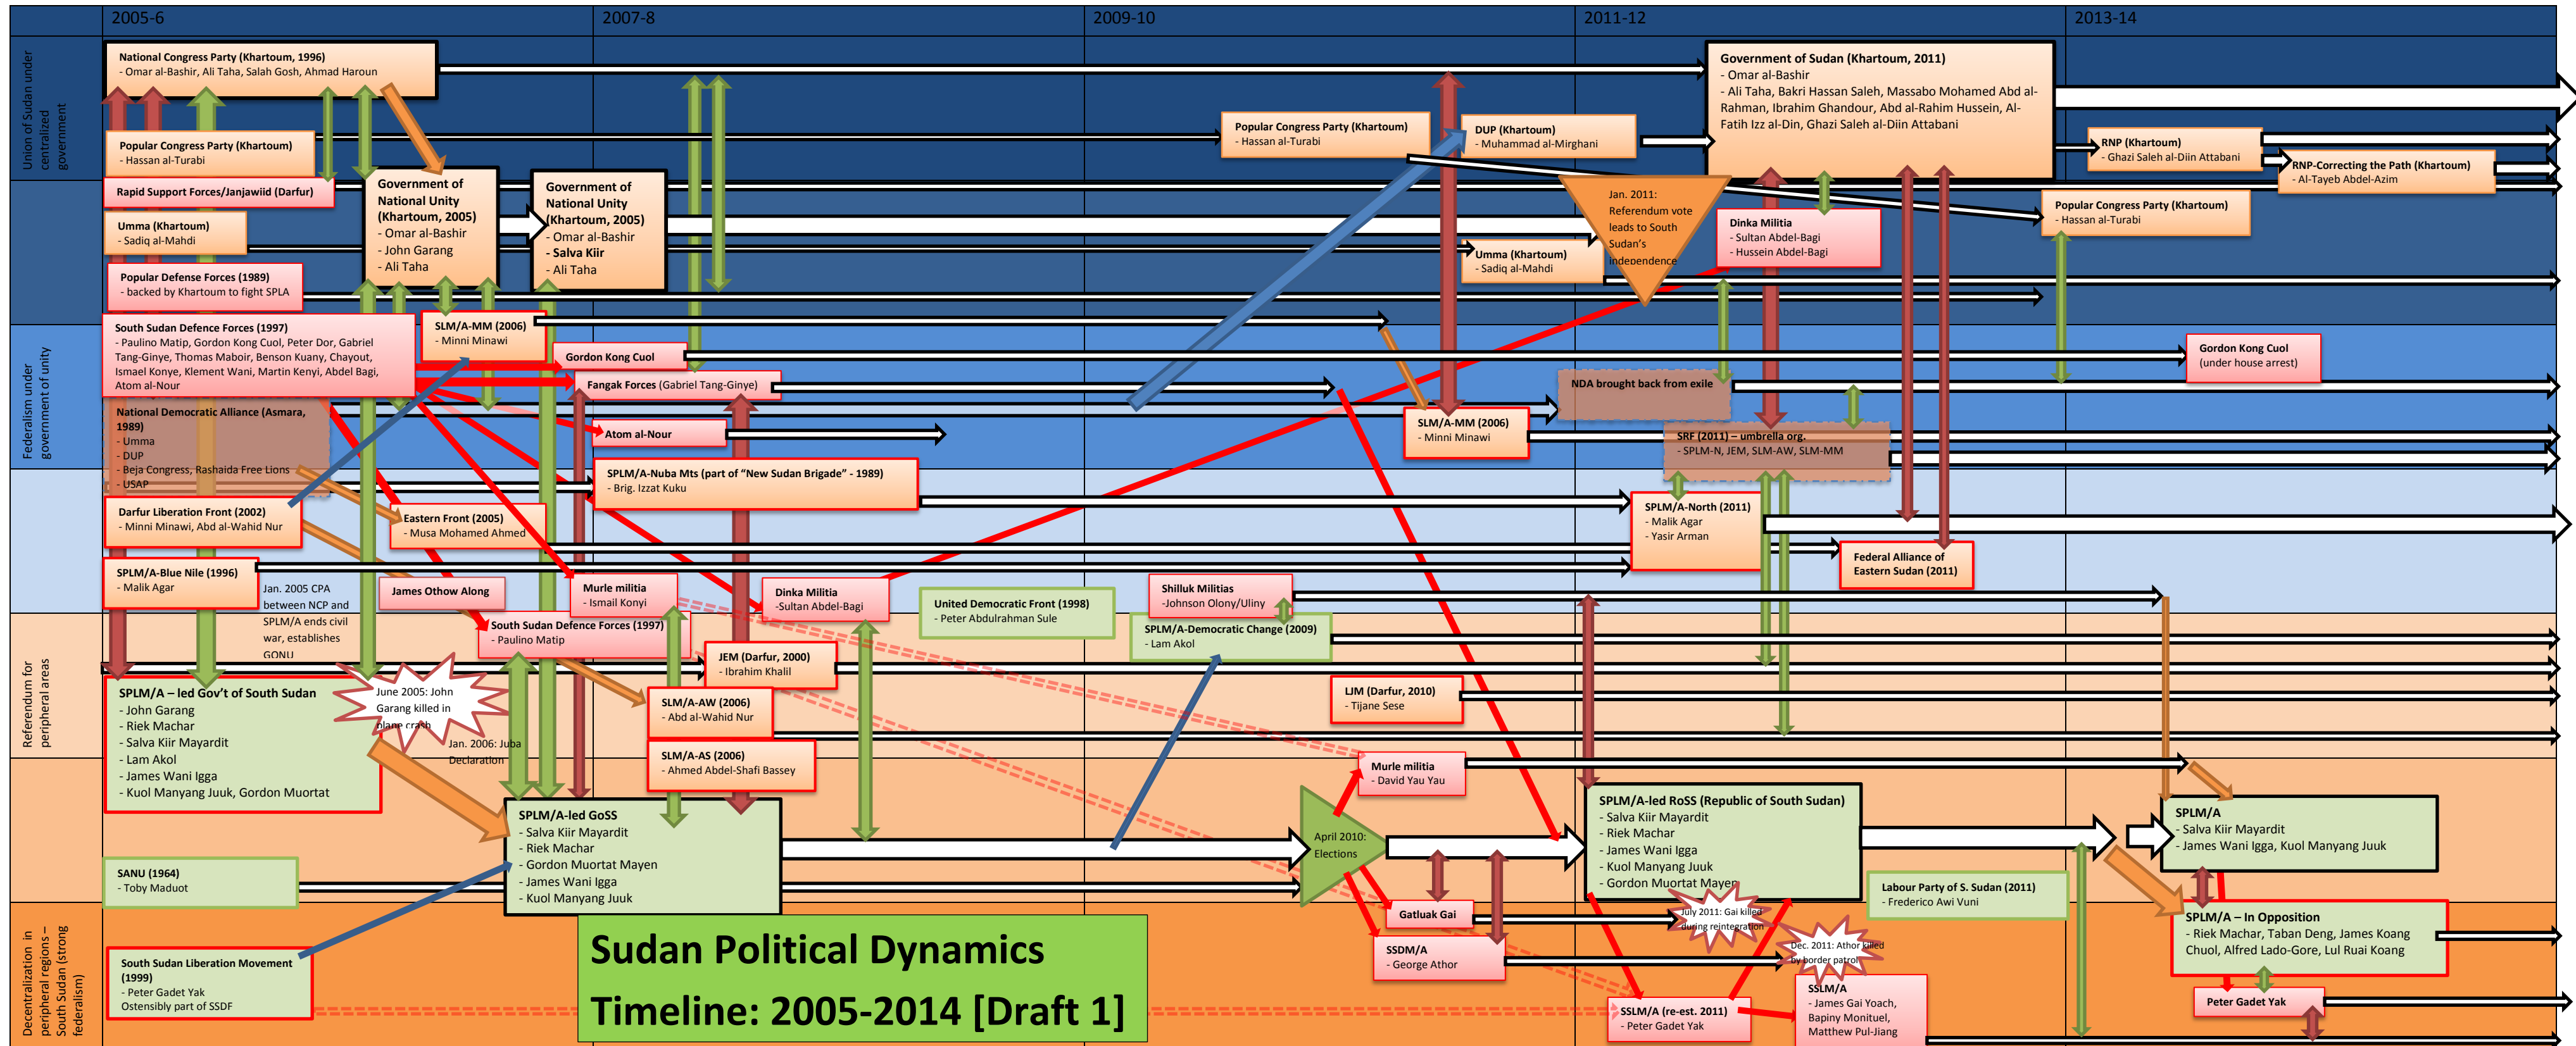 2005-6
2007-8
2009-10
2011-12
2013-14
Union of Sudan under
centralized
government
Federalism under
government of unity
Referendum for
peripheral areas
Decentralization in
peripheral regions –
South Sudan (strong
federalism)
National Congress Party (Khartoum, 1996)
- Omar al-Bashir, Ali Taha, Salah Gosh, Ahmad Haroun
Popular Congress Party (Khartoum)
- Hassan al-Turabi
Rapid Support Forces/Janjawiid (Darfur)
Umma (Khartoum)
- Sadiq al-Mahdi
Popular Defense Forces (1989)
- backed by Khartoum to fight SPLA
South Sudan Defence Forces (1997)
- Paulino Matip, Gordon Kong Cuol, Peter Dor, Gabriel
Tang-Ginye, Thomas Maboir, Benson Kuany, Chayout,
Ismael Konye, Klement Wani, Martin Kenyi, Abdel Bagi,
Atom al-Nour
National Democratic Alliance (Asmara,
1989)
- Umma
- DUP
- Beja Congress, Rashaida Free Lions
- USAP
Darfur Liberation Front (2002)
- Minni Minawi, Abd al-Wahid Nur
SPLM/A-Blue Nile (1996)
- Malik Agar
Jan. 2005 CPA
between NCP and
SPLM/A ends civil
war, establishes
GONU
SPLM/A – led Gov't of South Sudan
- John Garang
- Riek Machar
- Salva Kiir Mayardit
- Lam Akol
- James Wani Igga
- Kuol Manyang Juuk, Gordon Muortat
SANU (1964)
- Toby Maduot
South Sudan Liberation Movement
(1999)
- Peter Gadet Yak
Ostensibly part of SSDF
Government of
National Unity
(Khartoum, 2005)
- Omar al-Bashir
- John Garang
- Ali Taha
Government of
National Unity
(Khartoum, 2005)
- Omar al-Bashir
- Salva Kiir
- Ali Taha
SLM/A-MM (2006)
- Minni Minawi
Gordon Kong Cuol
Fangak Forces (Gabriel Tang-Ginye)
Atom al-Nour
SPLM/A-Nuba Mts (part of “New Sudan Brigade” - 1989)
- Brig. Izzat Kuku
Eastern Front (2005)
- Musa Mohamed Ahmed
James Othow Along
Murle militia
- Ismail Konyi
South Sudan Defence Forces (1997)
- Paulino Matip
Dinka Militia
-Sultan Abdel-Bagi
JEM (Darfur, 2000)
- Ibrahim Khalil
SLM/A-AW (2006)
- Abd al-Wahid Nur
SLM/A-AS (2006)
- Ahmed Abdel-Shafi Bassey
June 2005: John
Garang killed in
plane crash
Jan. 2006: Juba
Declaration
SPLM/A-led GoSS
- Salva Kiir Mayardit
- Riek Machar
- Gordon Muortat Mayen
- James Wani Igga
- Kuol Manyang Juuk
Sudan Political Dynamics
Timeline: 2005-2014 [Draft 1]
United Democratic Front (1998)
- Peter Abdulrahman Sule
Shilluk Militias
-Johnson Olony/Uliny
SPLM/A-Democratic Change (2009)
- Lam Akol
Popular Congress Party (Khartoum)
- Hassan al-Turabi
DUP (Khartoum)
- Muhammad al-Mirghani
Umma (Khartoum)
- Sadiq al-Mahdi
SLM/A-MM (2006)
- Minni Minawi
LJM (Darfur, 2010)
- Tijane Sese
Murle militia
- David Yau Yau
April 2010:
Elections
Gatluak Gai
SSDM/A
- George Athor
Government of Sudan (Khartoum, 2011)
- Omar al-Bashir
- Ali Taha, Bakri Hassan Saleh, Massabo Mohamed Abd al-
Rahman, Ibrahim Ghandour, Abd al-Rahim Hussein, Al-
Fatih Izz al-Din, Ghazi Saleh al-Diin Attabani
Jan. 2011:
Referendum vote
leads to South
Sudan's
independence
Dinka Militia
- Sultan Abdel-Bagi
- Hussein Abdel-Bagi
NDA brought back from exile
SRF (2011) – umbrella org.
- SPLM-N, JEM, SLM-AW, SLM-MM
SPLM/A-North (2011)
- Malik Agar
- Yasir Arman
Federal Alliance of
Eastern Sudan (2011)
SPLM/A-led RoSS (Republic of South Sudan)
- Salva Kiir Mayardit
- Riek Machar
- James Wani Igga
- Kuol Manyang Juuk
- Gordon Muortat Mayen
July 2011: Gai killed
during reintegration
Dec. 2011: Athor killed
by border patrol
Labour Party of S. Sudan (2011)
- Frederico Awi Vuni
SSLM/A (re-est. 2011)
- Peter Gadet Yak
SSLM/A
- James Gai Yoach,
Bapiny Monituel,
Matthew Pul-Jiang
RNP (Khartoum)
- Ghazi Saleh al-Diin Attabani
RNP-Correcting the Path (Khartoum)
- Al-Tayeb Abdel-Azim
Popular Congress Party (Khartoum)
- Hassan al-Turabi
Gordon Kong Cuol
(under house arrest)
SPLM/A
- Salva Kiir Mayardit
- James Wani Igga, Kuol Manyang Juuk
SPLM/A – In Opposition
- Riek Machar, Taban Deng, James Koang
Chuol, Alfred Lado-Gore, Lul Ruai Koang
Peter Gadet Yak